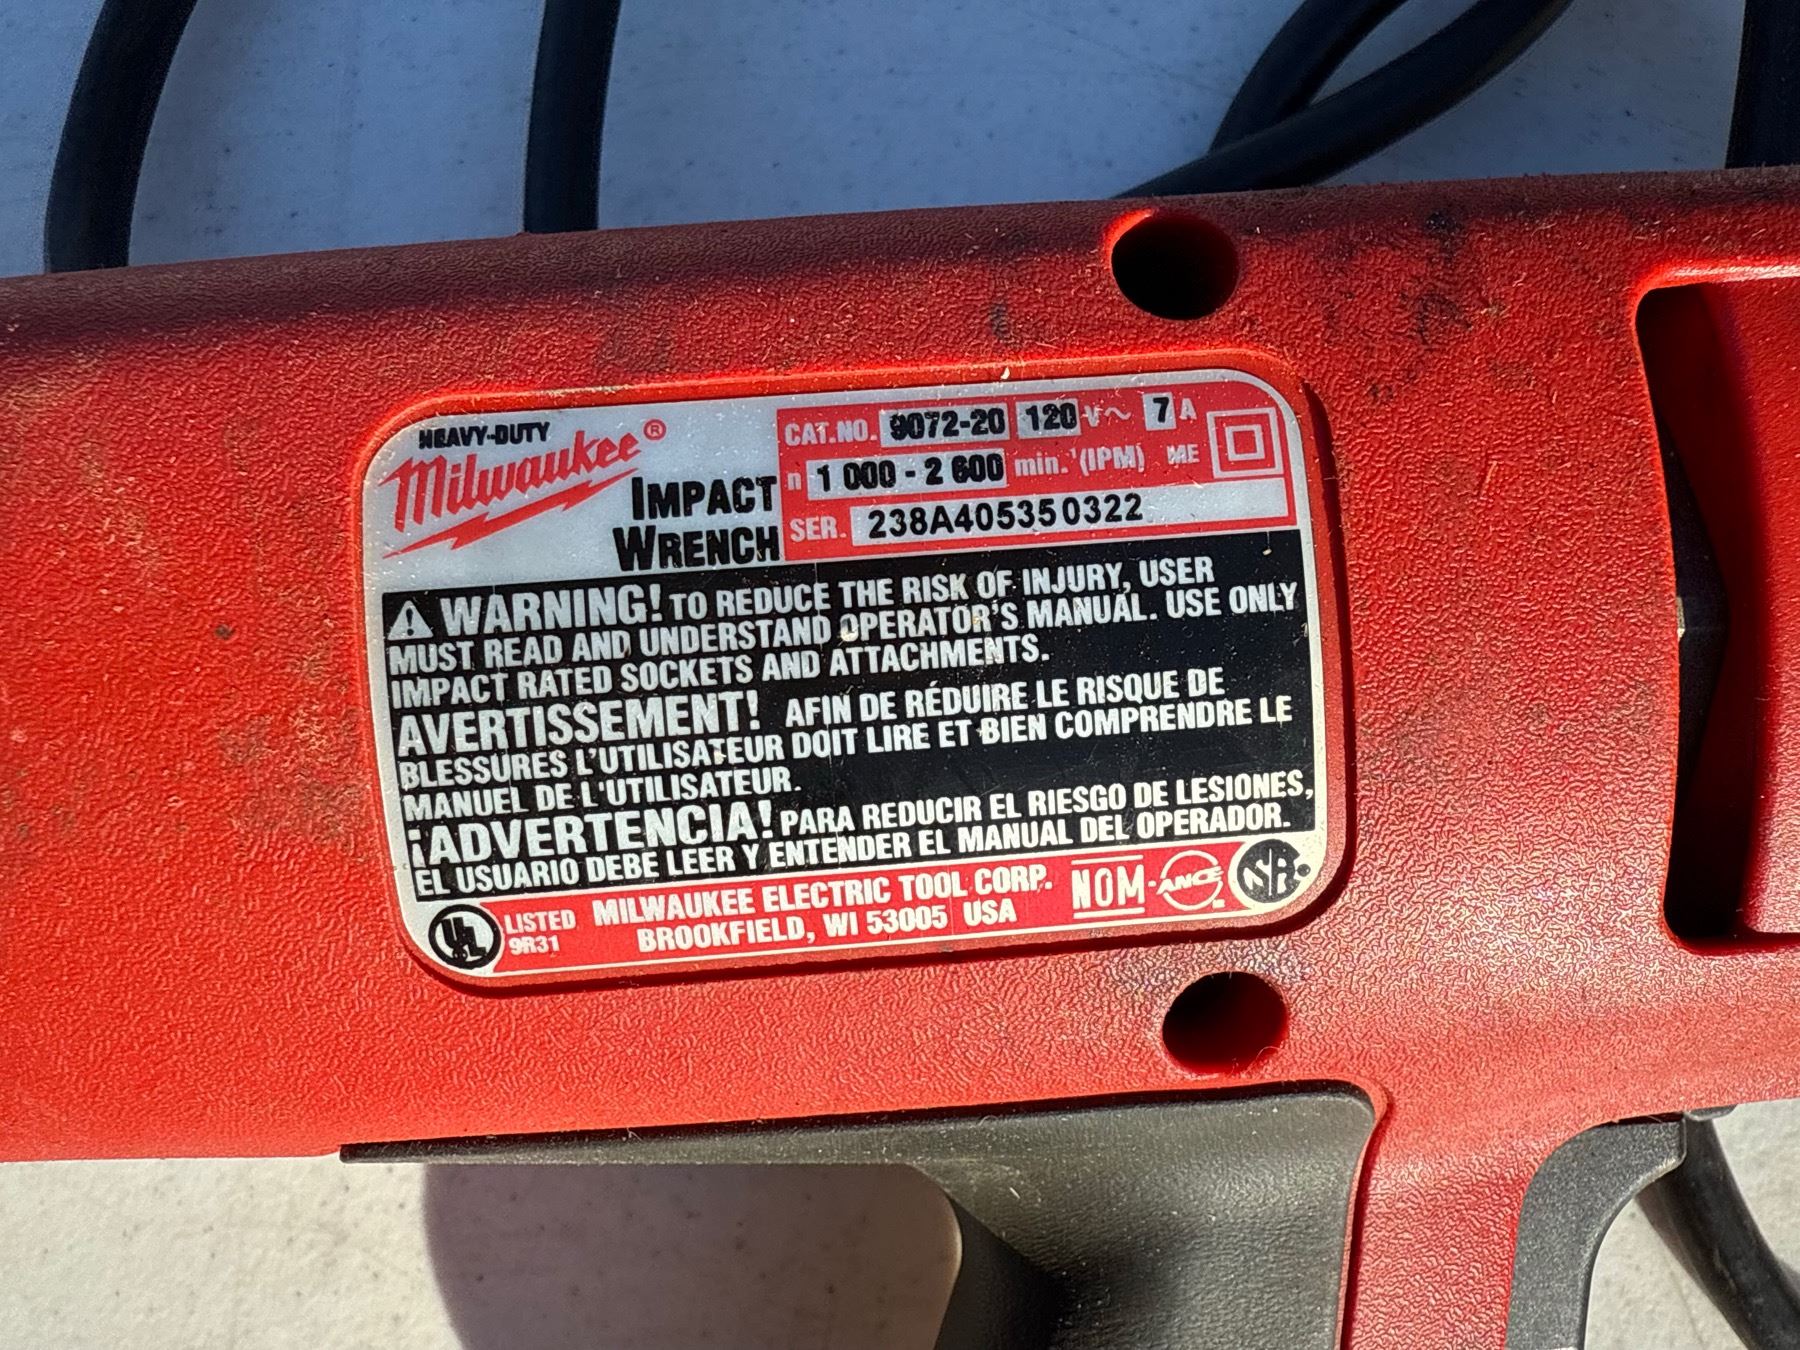 HEAVY-DUTY
Milwaukee®
IMPACT
WRENCH
CAT.NO. 9072-20 120 V~ 7 A
n 1 000 - 2 600 min.⁻¹(IPM) ME
SER. 238A405350322
⚠ WARNING! TO REDUCE THE RISK OF INJURY, USER
MUST READ AND UNDERSTAND OPERATOR'S MANUAL. USE ONLY
IMPACT RATED SOCKETS AND ATTACHMENTS.
AVERTISSEMENT! AFIN DE RÉDUIRE LE RISQUE DE
BLESSURES L'UTILISATEUR DOIT LIRE ET BIEN COMPRENDRE LE
MANUEL DE L'UTILISATEUR.
¡ADVERTENCIA! PARA REDUCIR EL RIESGO DE LESIONES,
EL USUARIO DEBE LEER Y ENTENDER EL MANUAL DEL OPERADOR.
UL LISTED
9R31
MILWAUKEE ELECTRIC TOOL CORP.
BROOKFIELD, WI 53005 USA
NOM-ANCE
SA